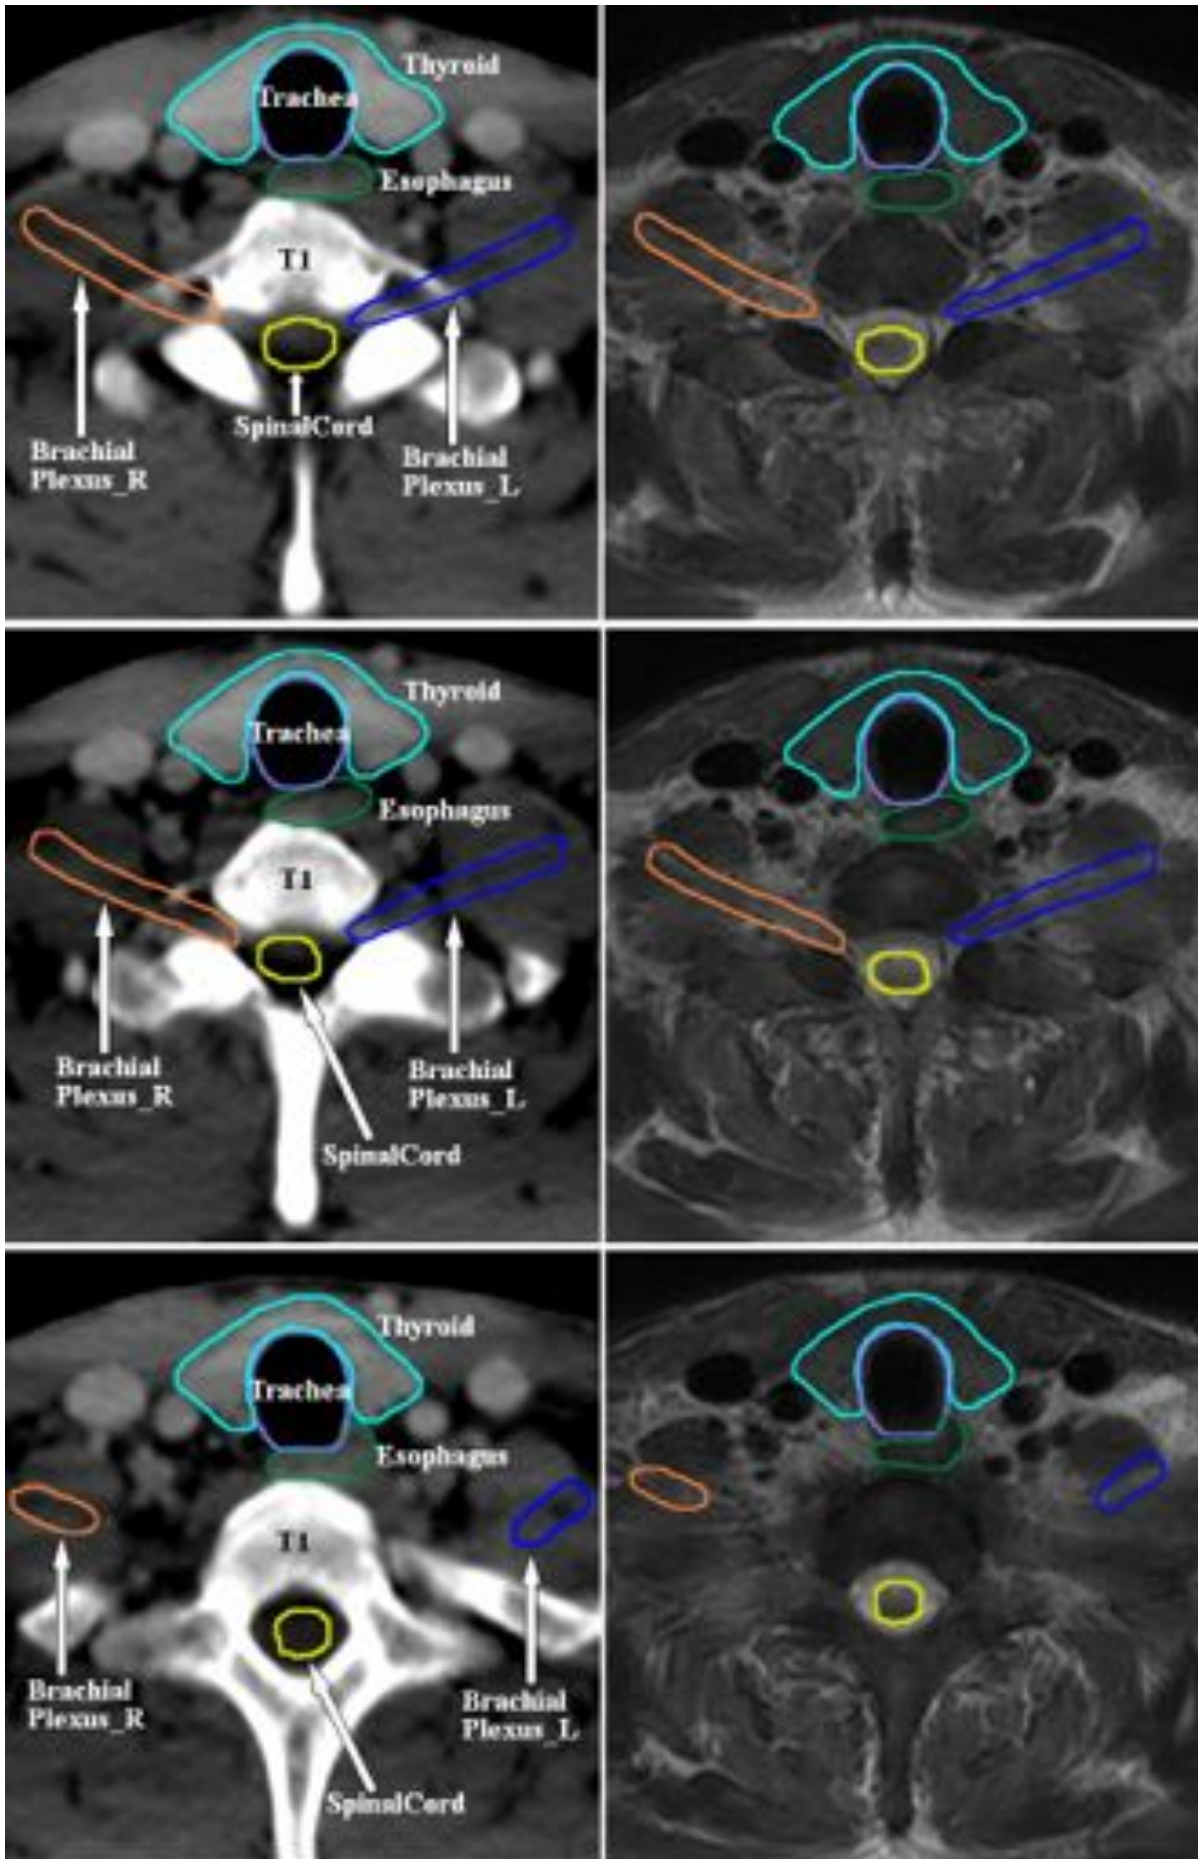 Thyroid
Trachea
Esophagus
T1
SpinalCord
Brachial
Plexus_R
Brachial
Plexus_L
Thyroid
Trachea
Esophagus
T1
Brachial
Plexus_R
Brachial
Plexus_L
SpinalCord
Thyroid
Trachea
Esophagus
T1
Brachial
Plexus_R
Brachial
Plexus_L
SpinalCord